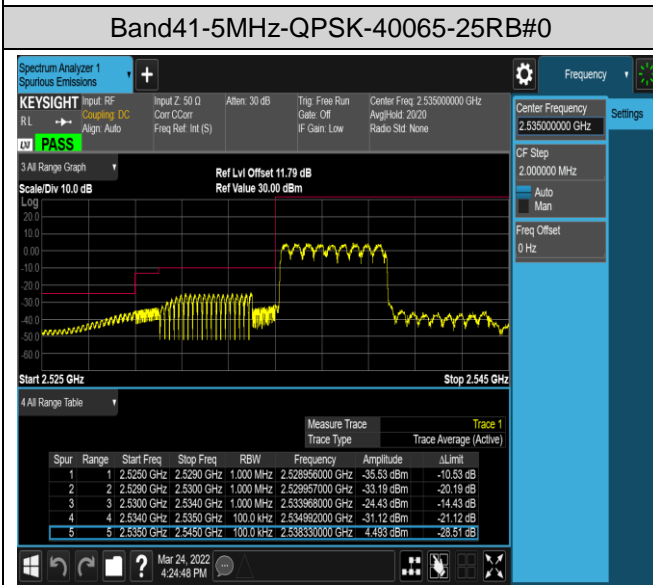 Band41-5MHz-QPSK-40065-25RB#0
Spectrum Analyzer 1
Spurious Emissions
+
Frequency
KEYSIGHT Input: RF Input Z: 50 Ω Atten: 30 dB Trig: Free Run Center Freq: 2.535000000 GHz
RL Coupling: DC Corr CCorr Gate: Off Avg|Hold: 20/20
Align: Auto Freq Ref: Int (S) IF Gain: Low Radio Std: None
LXI PASS
Center Frequency
2.535000000 GHz
Settings
CF Step
2.000000 MHz
Auto
Man
Freq Offset
0 Hz
3 All Range Graph
Ref Lvl Offset 11.79 dB
Scale/Div 10.0 dB Ref Value 30.00 dBm
Log
20.0
10.0
0.00
-10.0
-20.0
-30.0
-40.0
-50.0
-60.0
Start 2.525 GHz Stop 2.545 GHz
4 All Range Table
Measure Trace Trace 1
Trace Type Trace Average (Active)
Spur Range Start Freq Stop Freq RBW Frequency Amplitude ΔLimit
1 1 2.5250 GHz 2.5290 GHz 1.000 MHz 2.528956000 GHz -35.53 dBm -10.53 dB
2 2 2.5290 GHz 2.5300 GHz 1.000 MHz 2.529957000 GHz -33.19 dBm -20.19 dB
3 3 2.5300 GHz 2.5340 GHz 1.000 MHz 2.533968000 GHz -24.43 dBm -14.43 dB
4 4 2.5340 GHz 2.5350 GHz 100.0 kHz 2.534992000 GHz -31.12 dBm -21.12 dB
5 5 2.5350 GHz 2.5450 GHz 100.0 kHz 2.538330000 GHz 4.493 dBm -28.51 dB
? Mar 24, 2022
4:24:48 PM